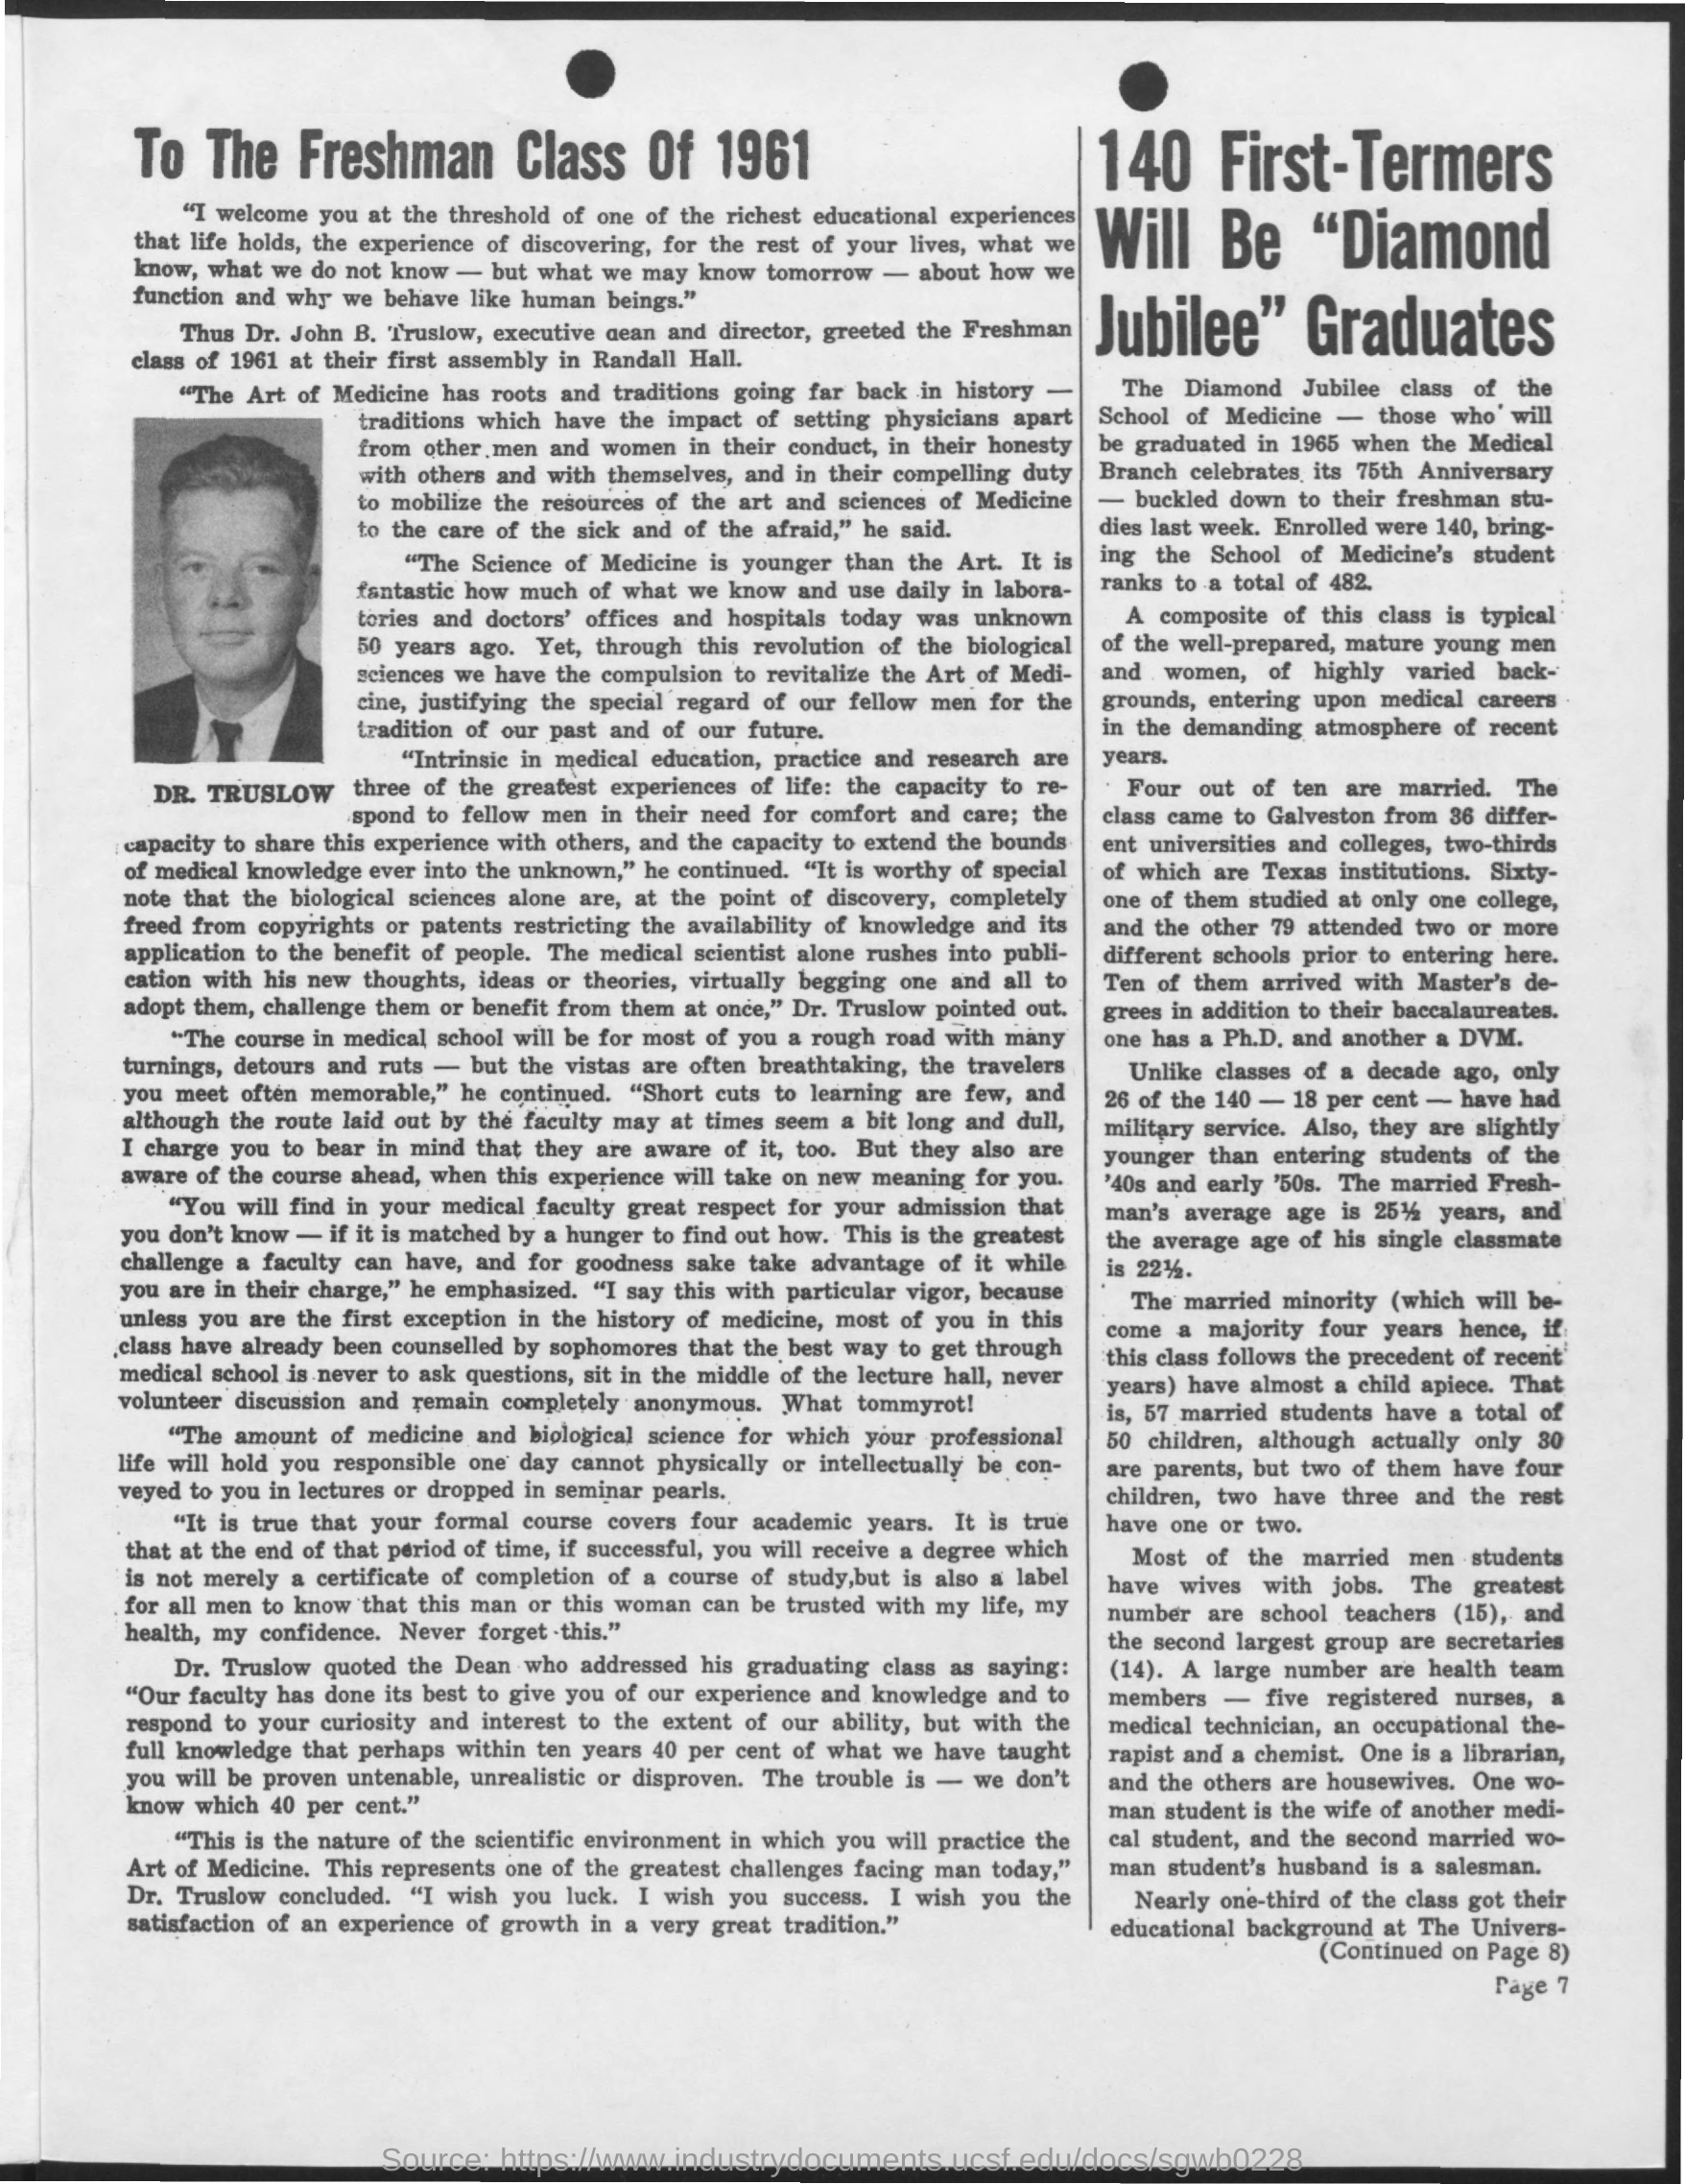 To The Freshman Class Of 1961
"I welcome you at the threshold of one of the richest educational experiences
that life holds, the experience of discovering, for the rest of your lives, what we
know, what we do not know — but what we may know tomorrow — about how we
function and why we behave like human beings."
Thus Dr. John B. Truslow, executive dean and director, greeted the Freshman
class of 1961 at their first assembly in Randall Hall.
"The Art of Medicine has roots and traditions going far back in history —
traditions which have the impact of setting physicians apart
from other men and women in their conduct, in their honesty
with others and with themselves, and in their compelling duty
to mobilize the resources of the art and sciences of Medicine
to the care of the sick and of the afraid," he said.
"The Science of Medicine is younger than the Art. It is
fantastic how much of what we know and use daily in labora-
tories and doctors' offices and hospitals today was unknown
50 years ago. Yet, through this revolution of the biological
sciences we have the compulsion to revitalize the Art of Medi-
cine, justifying the special regard of our fellow men for the
tradition of our past and of our future.
"Intrinsic in medical education, practice and research are
DR. TRUSLOW
three of the greatest experiences of life: the capacity to re-
spond to fellow men in their need for comfort and care; the
capacity to share this experience with others, and the capacity to extend the bounds
of medical knowledge ever into the unknown," he continued. "It is worthy of special
note that the biological sciences alone are, at the point of discovery, completely
freed from copyrights or patents restricting the availability of knowledge and its
application to the benefit of people. The medical scientist alone rushes into publi-
cation with his new thoughts, ideas or theories, virtually begging one and all to
adopt them, challenge them or benefit from them at once," Dr. Truslow pointed out.
"The course in medical school will be for most of you a rough road with many
turnings, detours and ruts — but the vistas are often breathtaking, the travelers
you meet often memorable," he continued. "Short cuts to learning are few, and
although the route laid out by the faculty may at times seem a bit long and dull,
I charge you to bear in mind that they are aware of it, too. But they also are
aware of the course ahead, when this experience will take on new meaning for you.
"You will find in your medical faculty great respect for your admission that
you don't know — if it is matched by a hunger to find out how. This is the greatest
challenge a faculty can have, and for goodness sake take advantage of it while
you are in their charge," he emphasized. "I say this with particular vigor, because
unless you are the first exception in the history of medicine, most of you in this
class have already been counselled by sophomores that the best way to get through
medical school is never to ask questions, sit in the middle of the lecture hall, never
volunteer discussion and remain completely anonymous. What tommyrot!
"The amount of medicine and biological science for which your professional
life will hold you responsible one day cannot physically or intellectually be con-
veyed to you in lectures or dropped in seminar pearls.
"It is true that your formal course covers four academic years. It is true
that at the end of that period of time, if successful, you will receive a degree which
is not merely a certificate of completion of a course of study,but is also a label
for all men to know that this man or this woman can be trusted with my life, my
health, my confidence. Never forget this."
Dr. Truslow quoted the Dean who addressed his graduating class as saying:
"Our faculty has done its best to give you of our experience and knowledge and to
respond to your curiosity and interest to the extent of our ability, but with the
full knowledge that perhaps within ten years 40 per cent of what we have taught
you will be proven untenable, unrealistic or disproven. The trouble is — we don't
know which 40 per cent."
"This is the nature of the scientific environment in which you will practice the
Art of Medicine. This represents one of the greatest challenges facing man today,"
Dr. Truslow concluded. "I wish you luck. I wish you success. I wish you the
satisfaction of an experience of growth in a very great tradition."
140 First-Termers
Will Be "Diamond
Jubilee" Graduates
The Diamond Jubilee class of the
School of Medicine — those who will
be graduated in 1965 when the Medical
Branch celebrates its 75th Anniversary
— buckled down to their freshman stu-
dies last week. Enrolled were 140, bring-
ing the School of Medicine's student
ranks to a total of 482.
A composite of this class is typical
of the well-prepared, mature young men
and women, of highly varied back-
grounds, entering upon medical careers
in the demanding atmosphere of recent
years.
Four out of ten are married. The
class came to Galveston from 36 differ-
ent universities and colleges, two-thirds
of which are Texas institutions. Sixty-
one of them studied at only one college,
and the other 79 attended two or more
different schools prior to entering here.
Ten of them arrived with Master's de-
grees in addition to their baccalaureates.
one has a Ph.D. and another a DVM.
Unlike classes of a decade ago, only
26 of the 140 — 18 per cent — have had
military service. Also, they are slightly
younger than entering students of the
'40s and early '50s. The married Fresh-
man's average age is 25½ years, and
the average age of his single classmate
is 22½.
The married minority (which will be-
come a majority four years hence, if
this class follows the precedent of recent
years) have almost a child apiece. That
is, 57 married students have a total of
50 children, although actually only 30
are parents, but two of them have four
children, two have three and the rest
have one or two.
Most of the married men students
have wives with jobs. The greatest
number are school teachers (15), and
the second largest group are secretaries
(14). A large number are health team
members — five registered nurses, a
medical technician, an occupational the-
rapist and a chemist. One is a librarian,
and the others are housewives. One wo-
man student is the wife of another medi-
cal student, and the second married wo-
man student's husband is a salesman.
Nearly one-third of the class got their
educational background at The Univers-
(Continued on Page 8)
Page 7
Source: https://www.industrydocuments.ucsf.edu/docs/sgwb0228